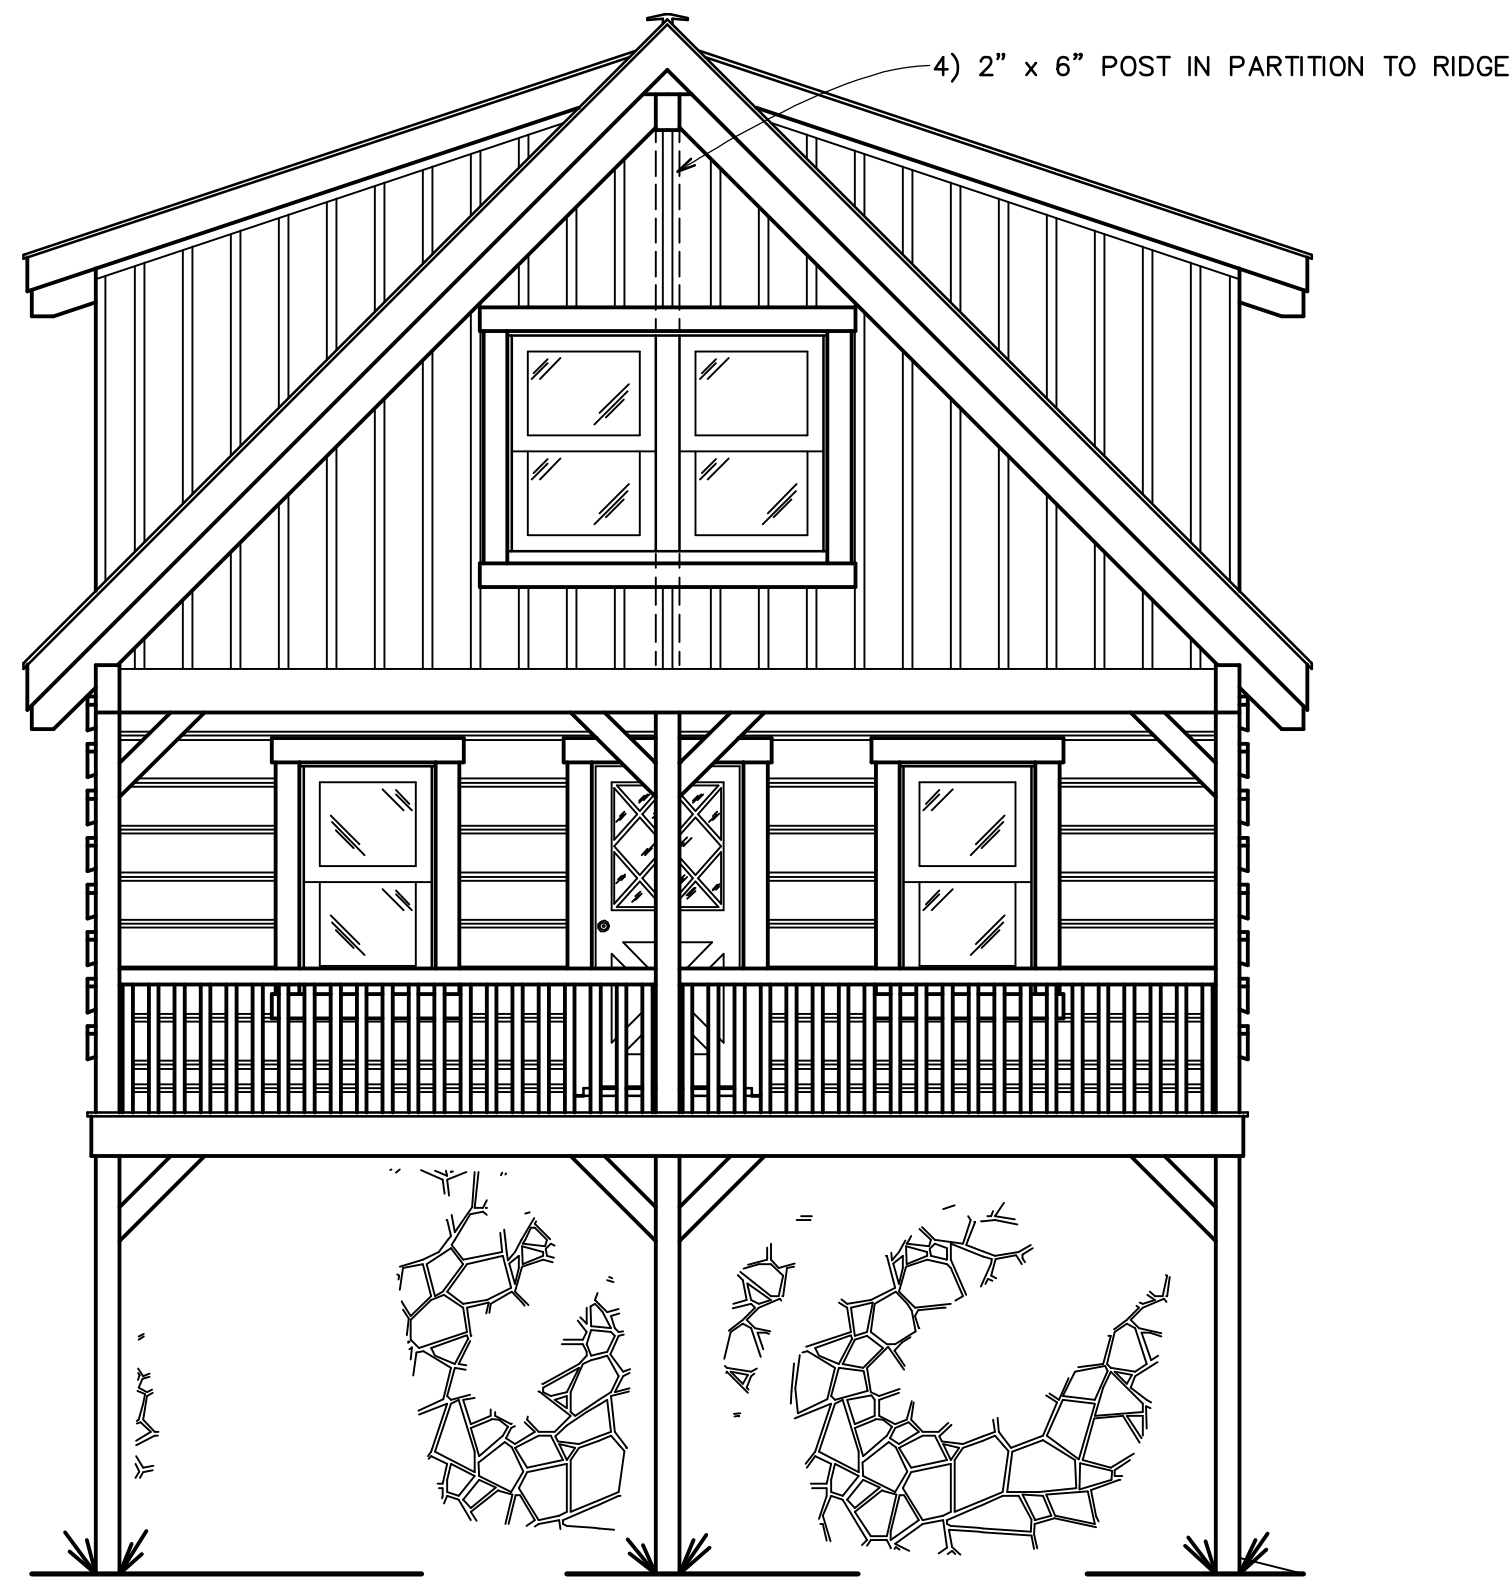 4) 2” x 6” POST IN PARTITION TO RIDGE